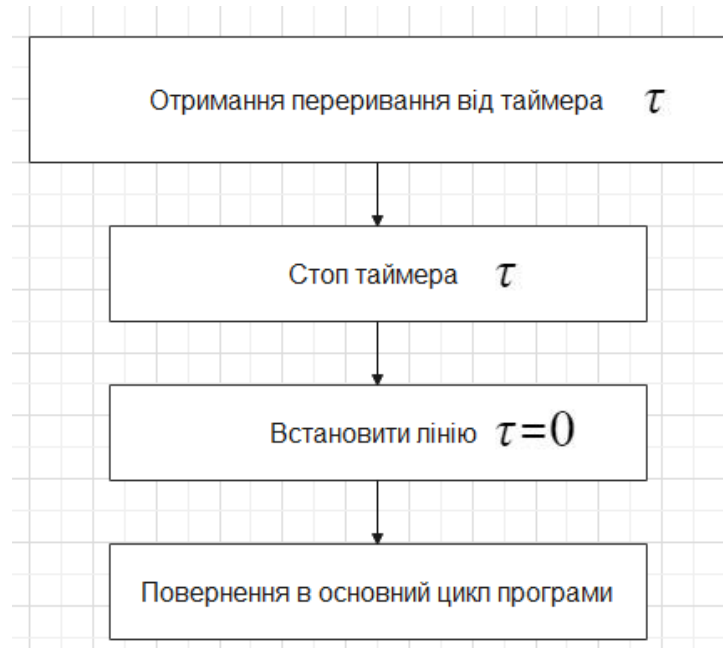 Отримання переривання від таймера τ
Стоп таймера τ
Встановити лінію τ=0
Повернення в основний цикл програми